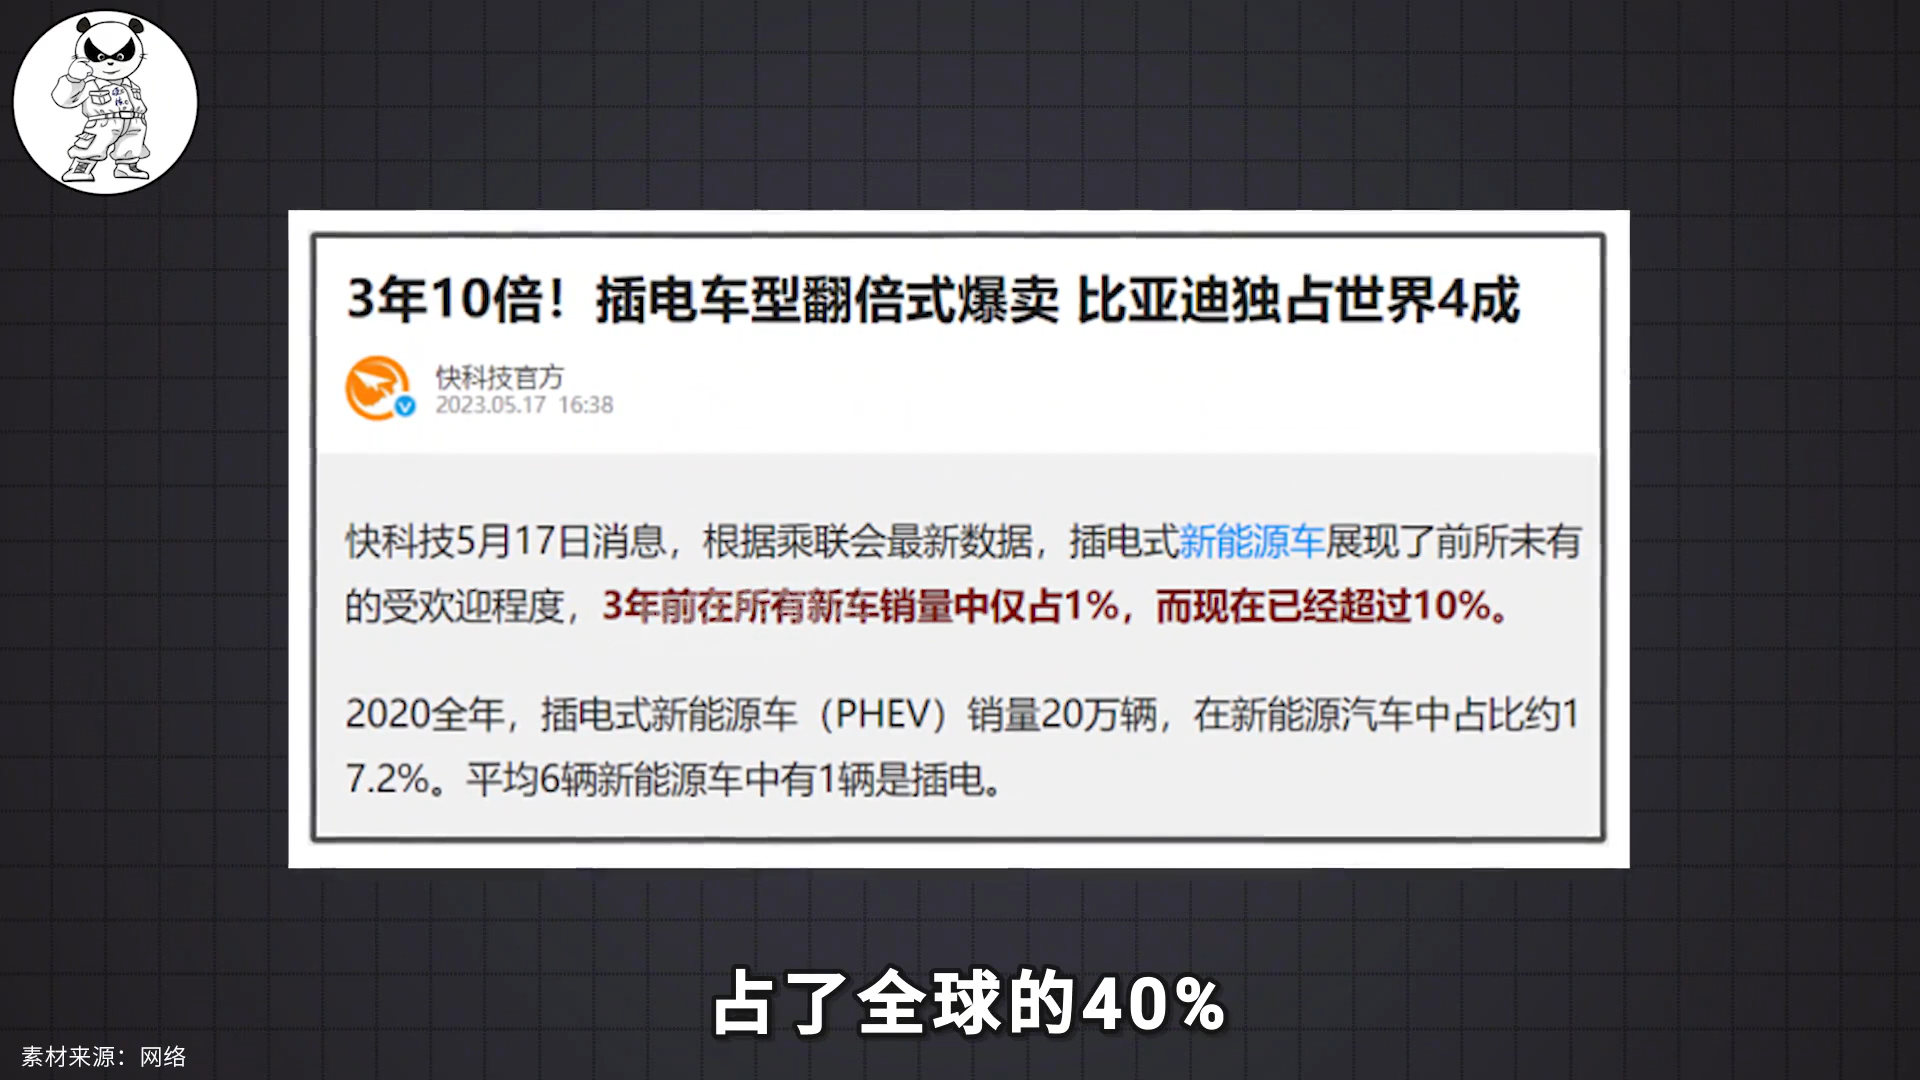 3年10倍！插电车型翻倍式爆卖 比亚迪独占世界4成
快科技官方
2023.05.17 16:38
快科技5月17日消息，根据乘联会最新数据，插电式新能源车展现了前所未有
的受欢迎程度，3年前在所有新车销量中仅占1%，而现在已经超过10%。
2020全年，插电式新能源车（PHEV）销量20万辆，在新能源汽车中占比约1
7.2%。平均6辆新能源车中有1辆是插电。
占了全球的40%
素材来源：网络